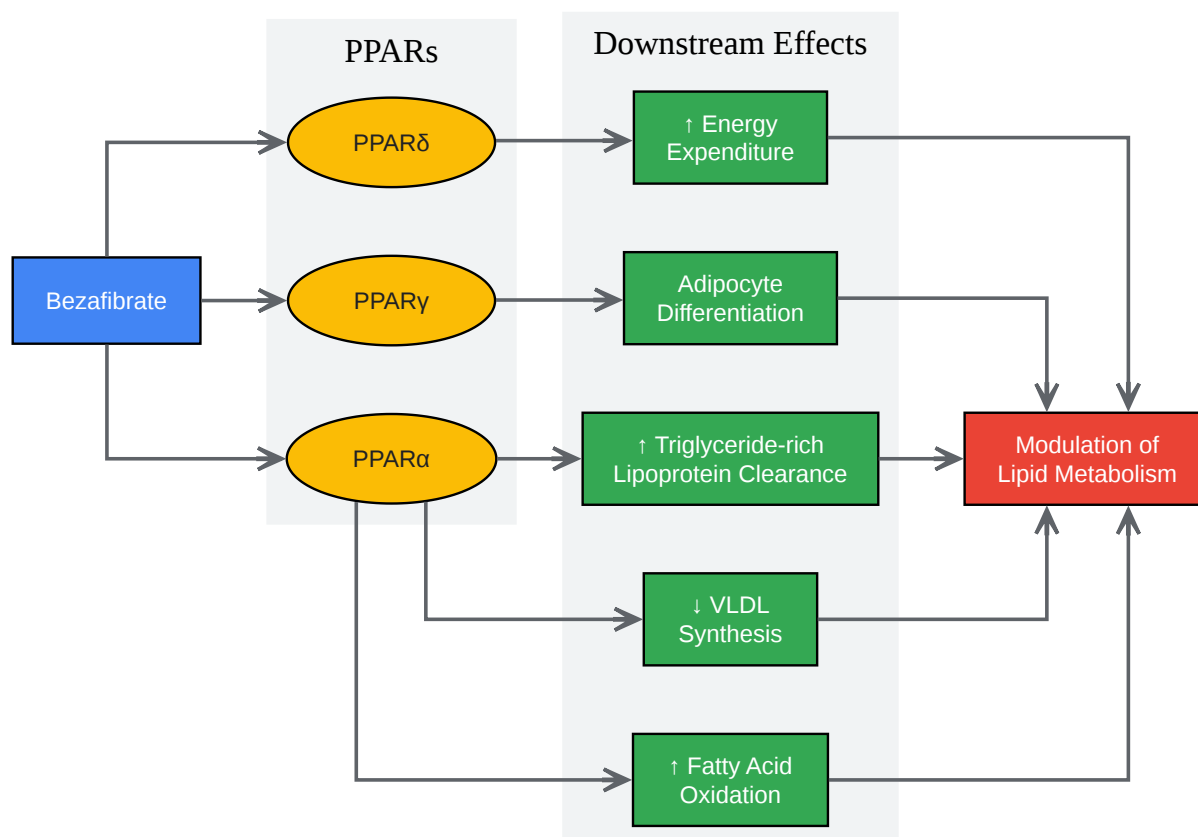 PPARs
Downstream Effects
PPARδ
↑ Energy
Expenditure
Bezafibrate
PPARγ
Adipocyte
Differentiation
PPARα
↑ Triglyceride-rich
Lipoprotein Clearance
Modulation of
Lipid Metabolism
↓ VLDL
Synthesis
↑ Fatty Acid
Oxidation